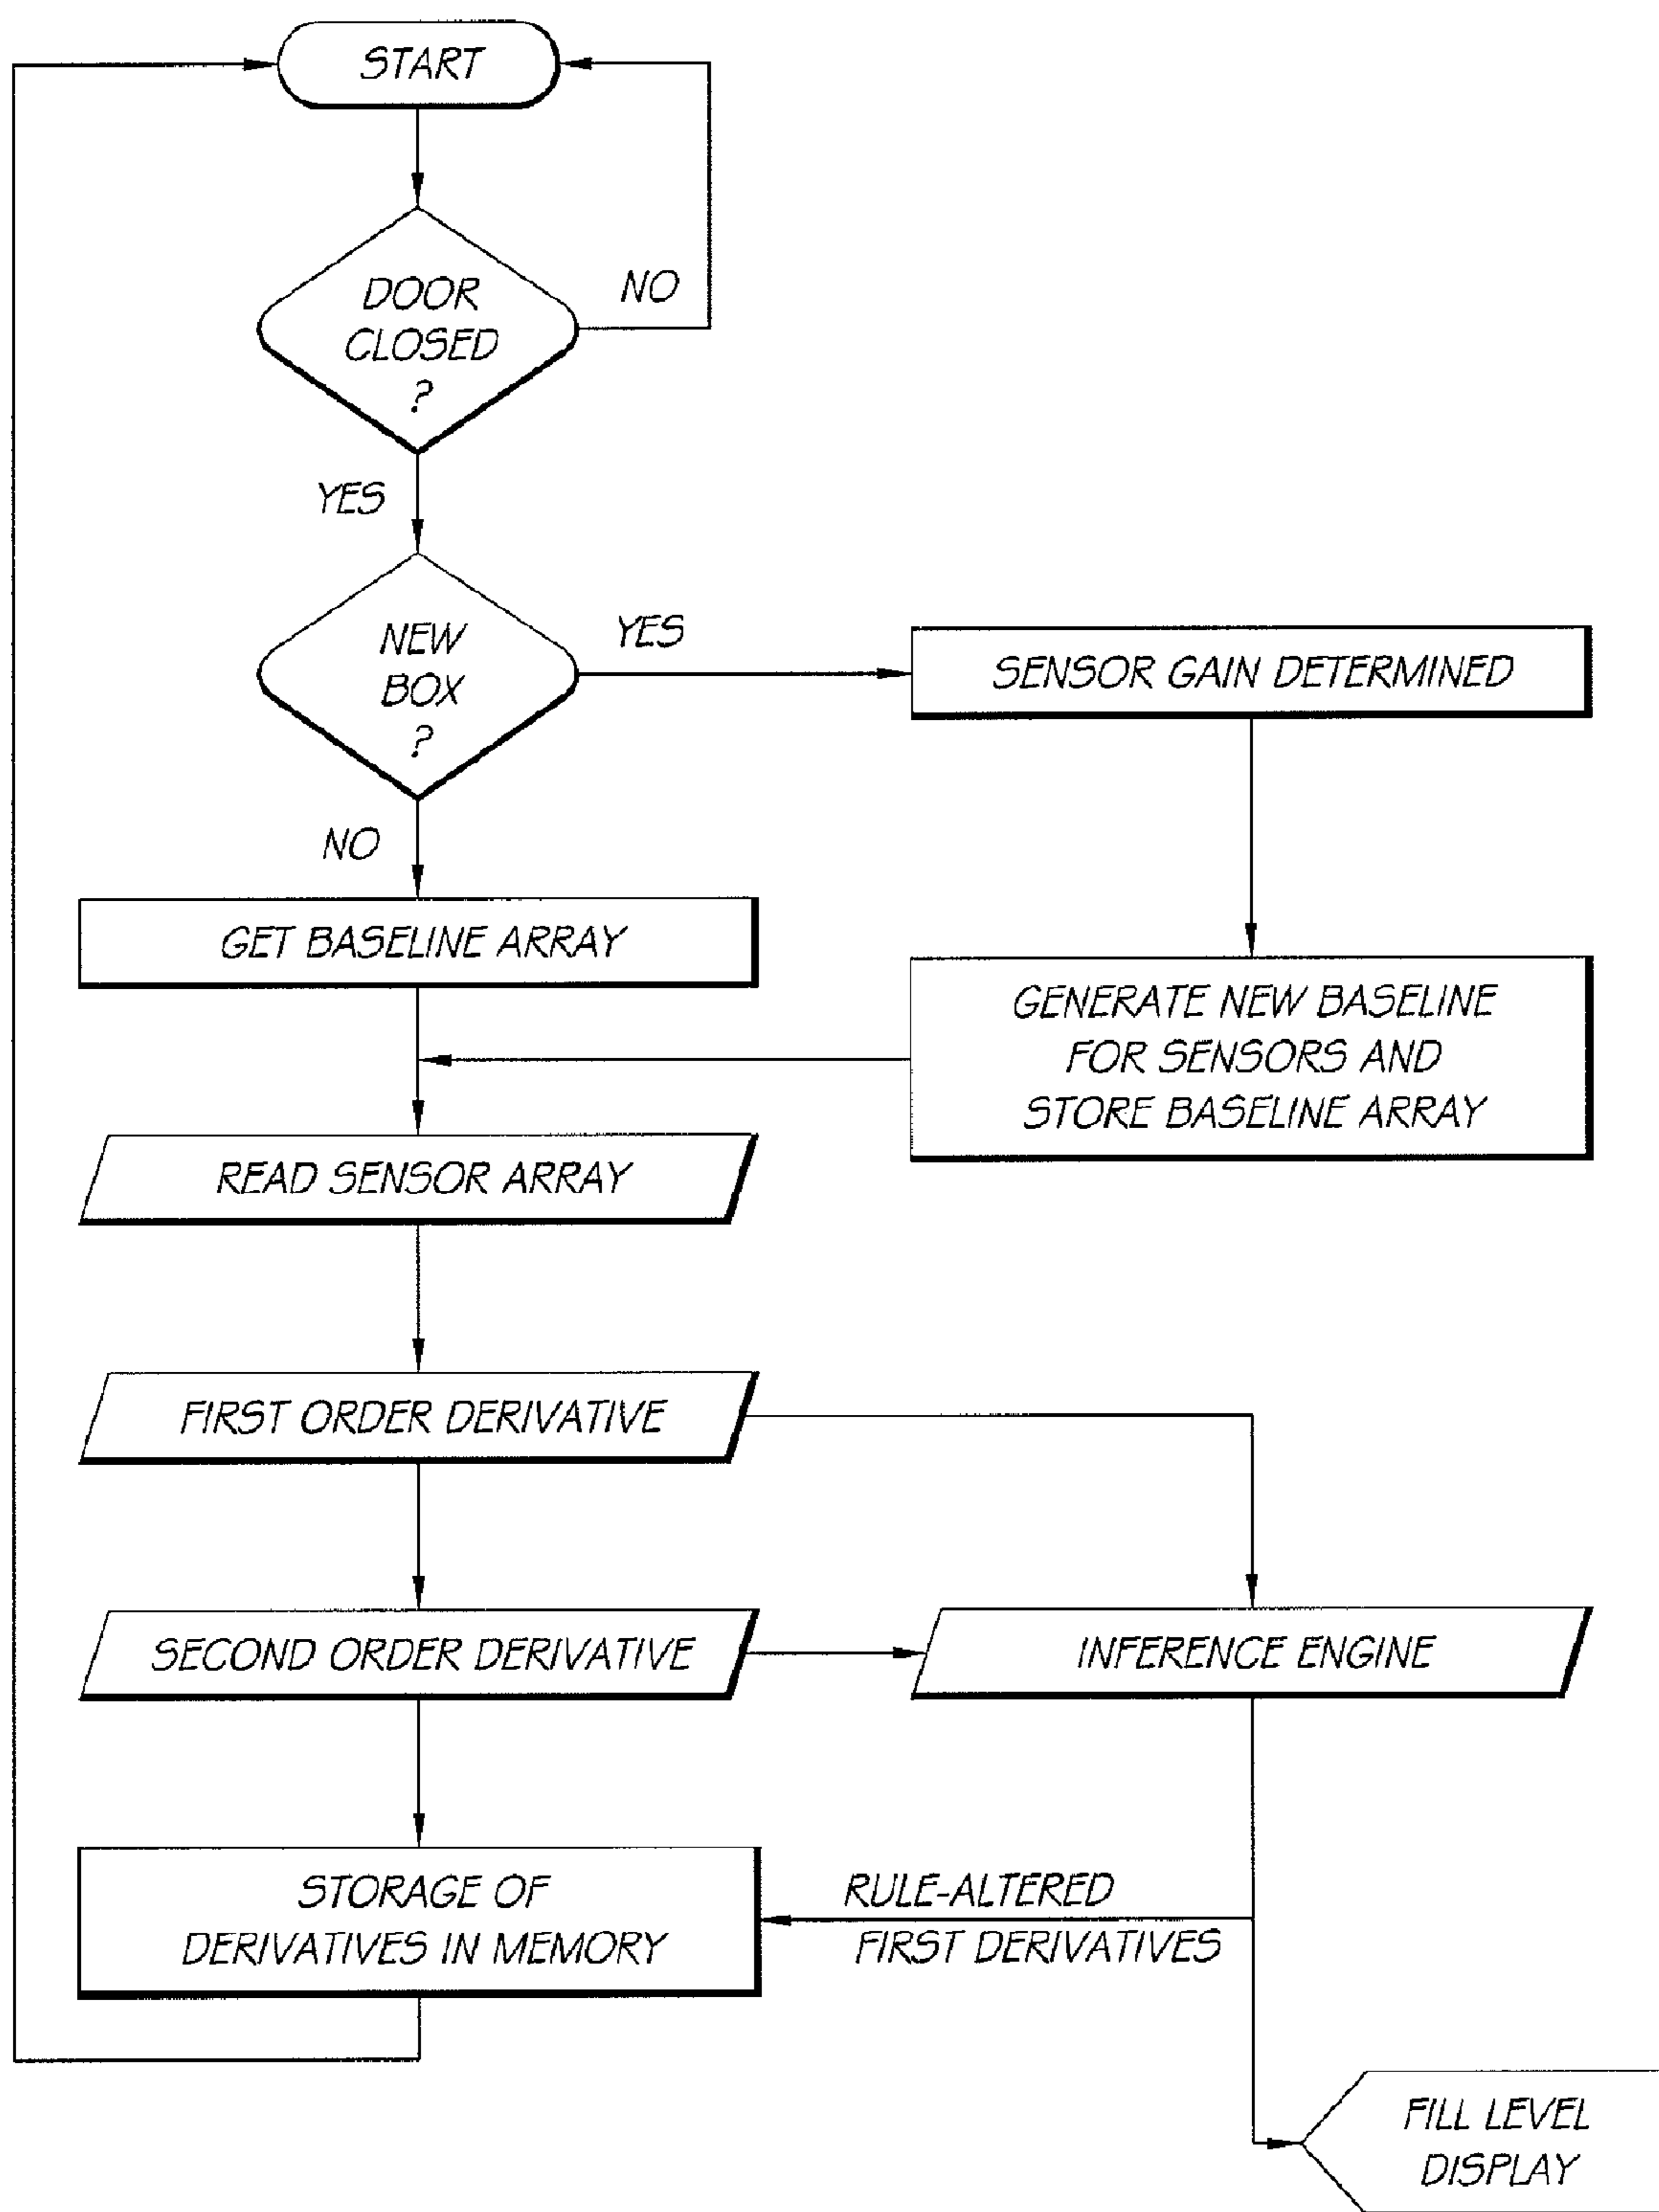 START
DOOR
CLOSED
?
NO
YES
NEW
BOX
?
YES
SENSOR GAIN DETERMINED
NO
GET BASELINE ARRAY
GENERATE NEW BASELINE
FOR SENSORS AND
STORE BASELINE ARRAY
READ SENSOR ARRAY
FIRST ORDER DERIVATIVE
SECOND ORDER DERIVATIVE
INFERENCE ENGINE
STORAGE OF
DERIVATIVES IN MEMORY
RULE-ALTERED
FIRST DERIVATIVES
FILL LEVEL
DISPLAY